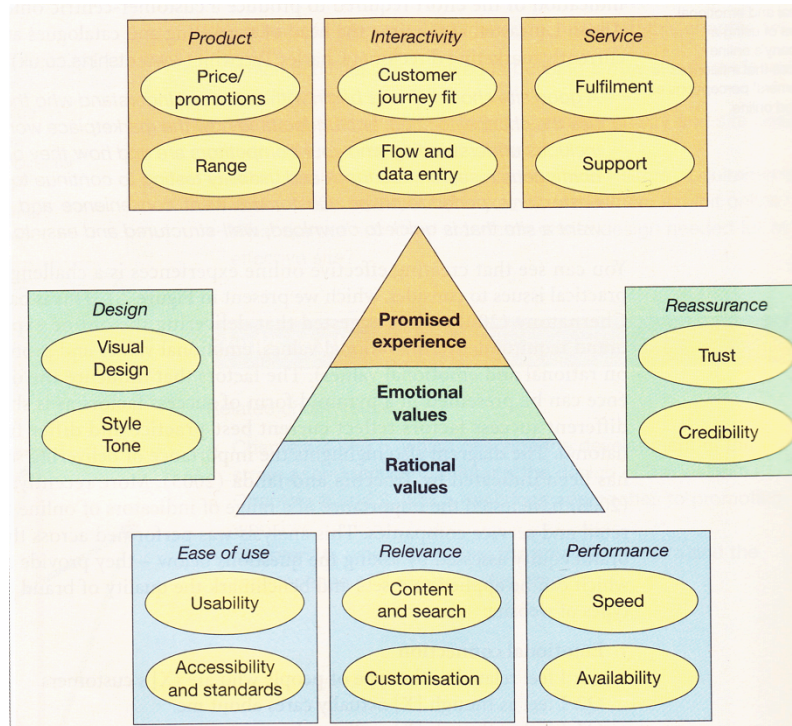 Product
Price/
promotions
Range
Interactivity
Customer
journey fit
Flow and
data entry
Service
Fulfilment
Support
Design
Visual
Design
Style
Tone
Promised
experience
Emotional
values
Rational
values
Reassurance
Trust
Credibility
Ease of use
Usability
Accessibility
and standards
Relevance
Content
and search
Customisation
Performance
Speed
Availability